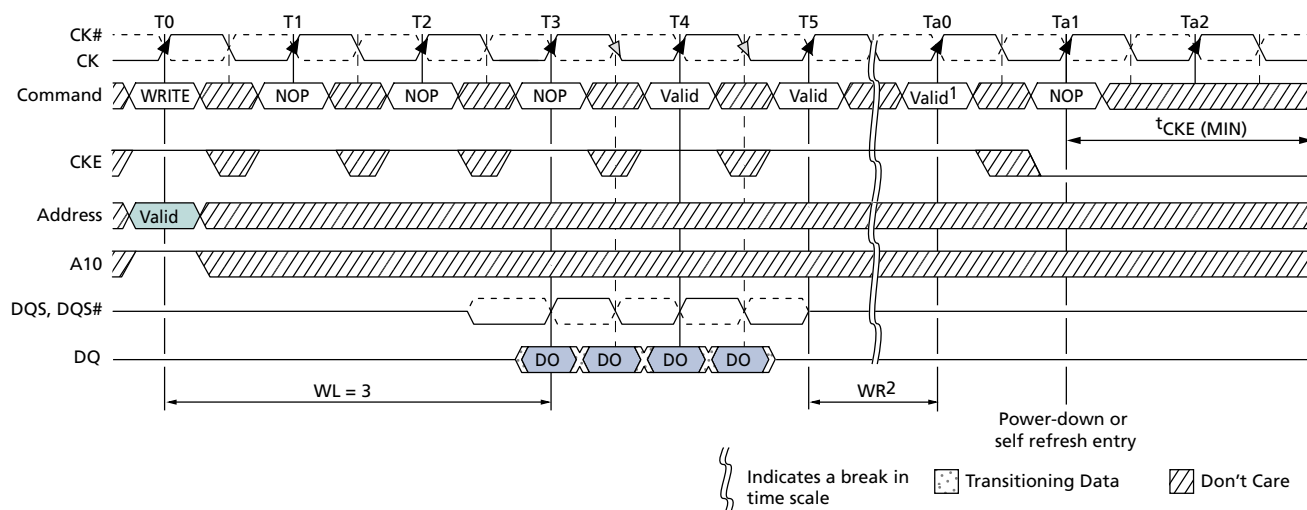 T0 T1 T2 T3 T4 T5 Ta0 Ta1 Ta2
CK#
CK
Command WRITE NOP NOP NOP Valid Valid Valid1 NOP
tCKE (MIN)
CKE
Address Valid
A10
DQS, DQS#
DQ DO DO DO DO
WL = 3 WR2
Power-down or
self refresh entry
Indicates a break in
time scale
Transitioning Data
Don't Care